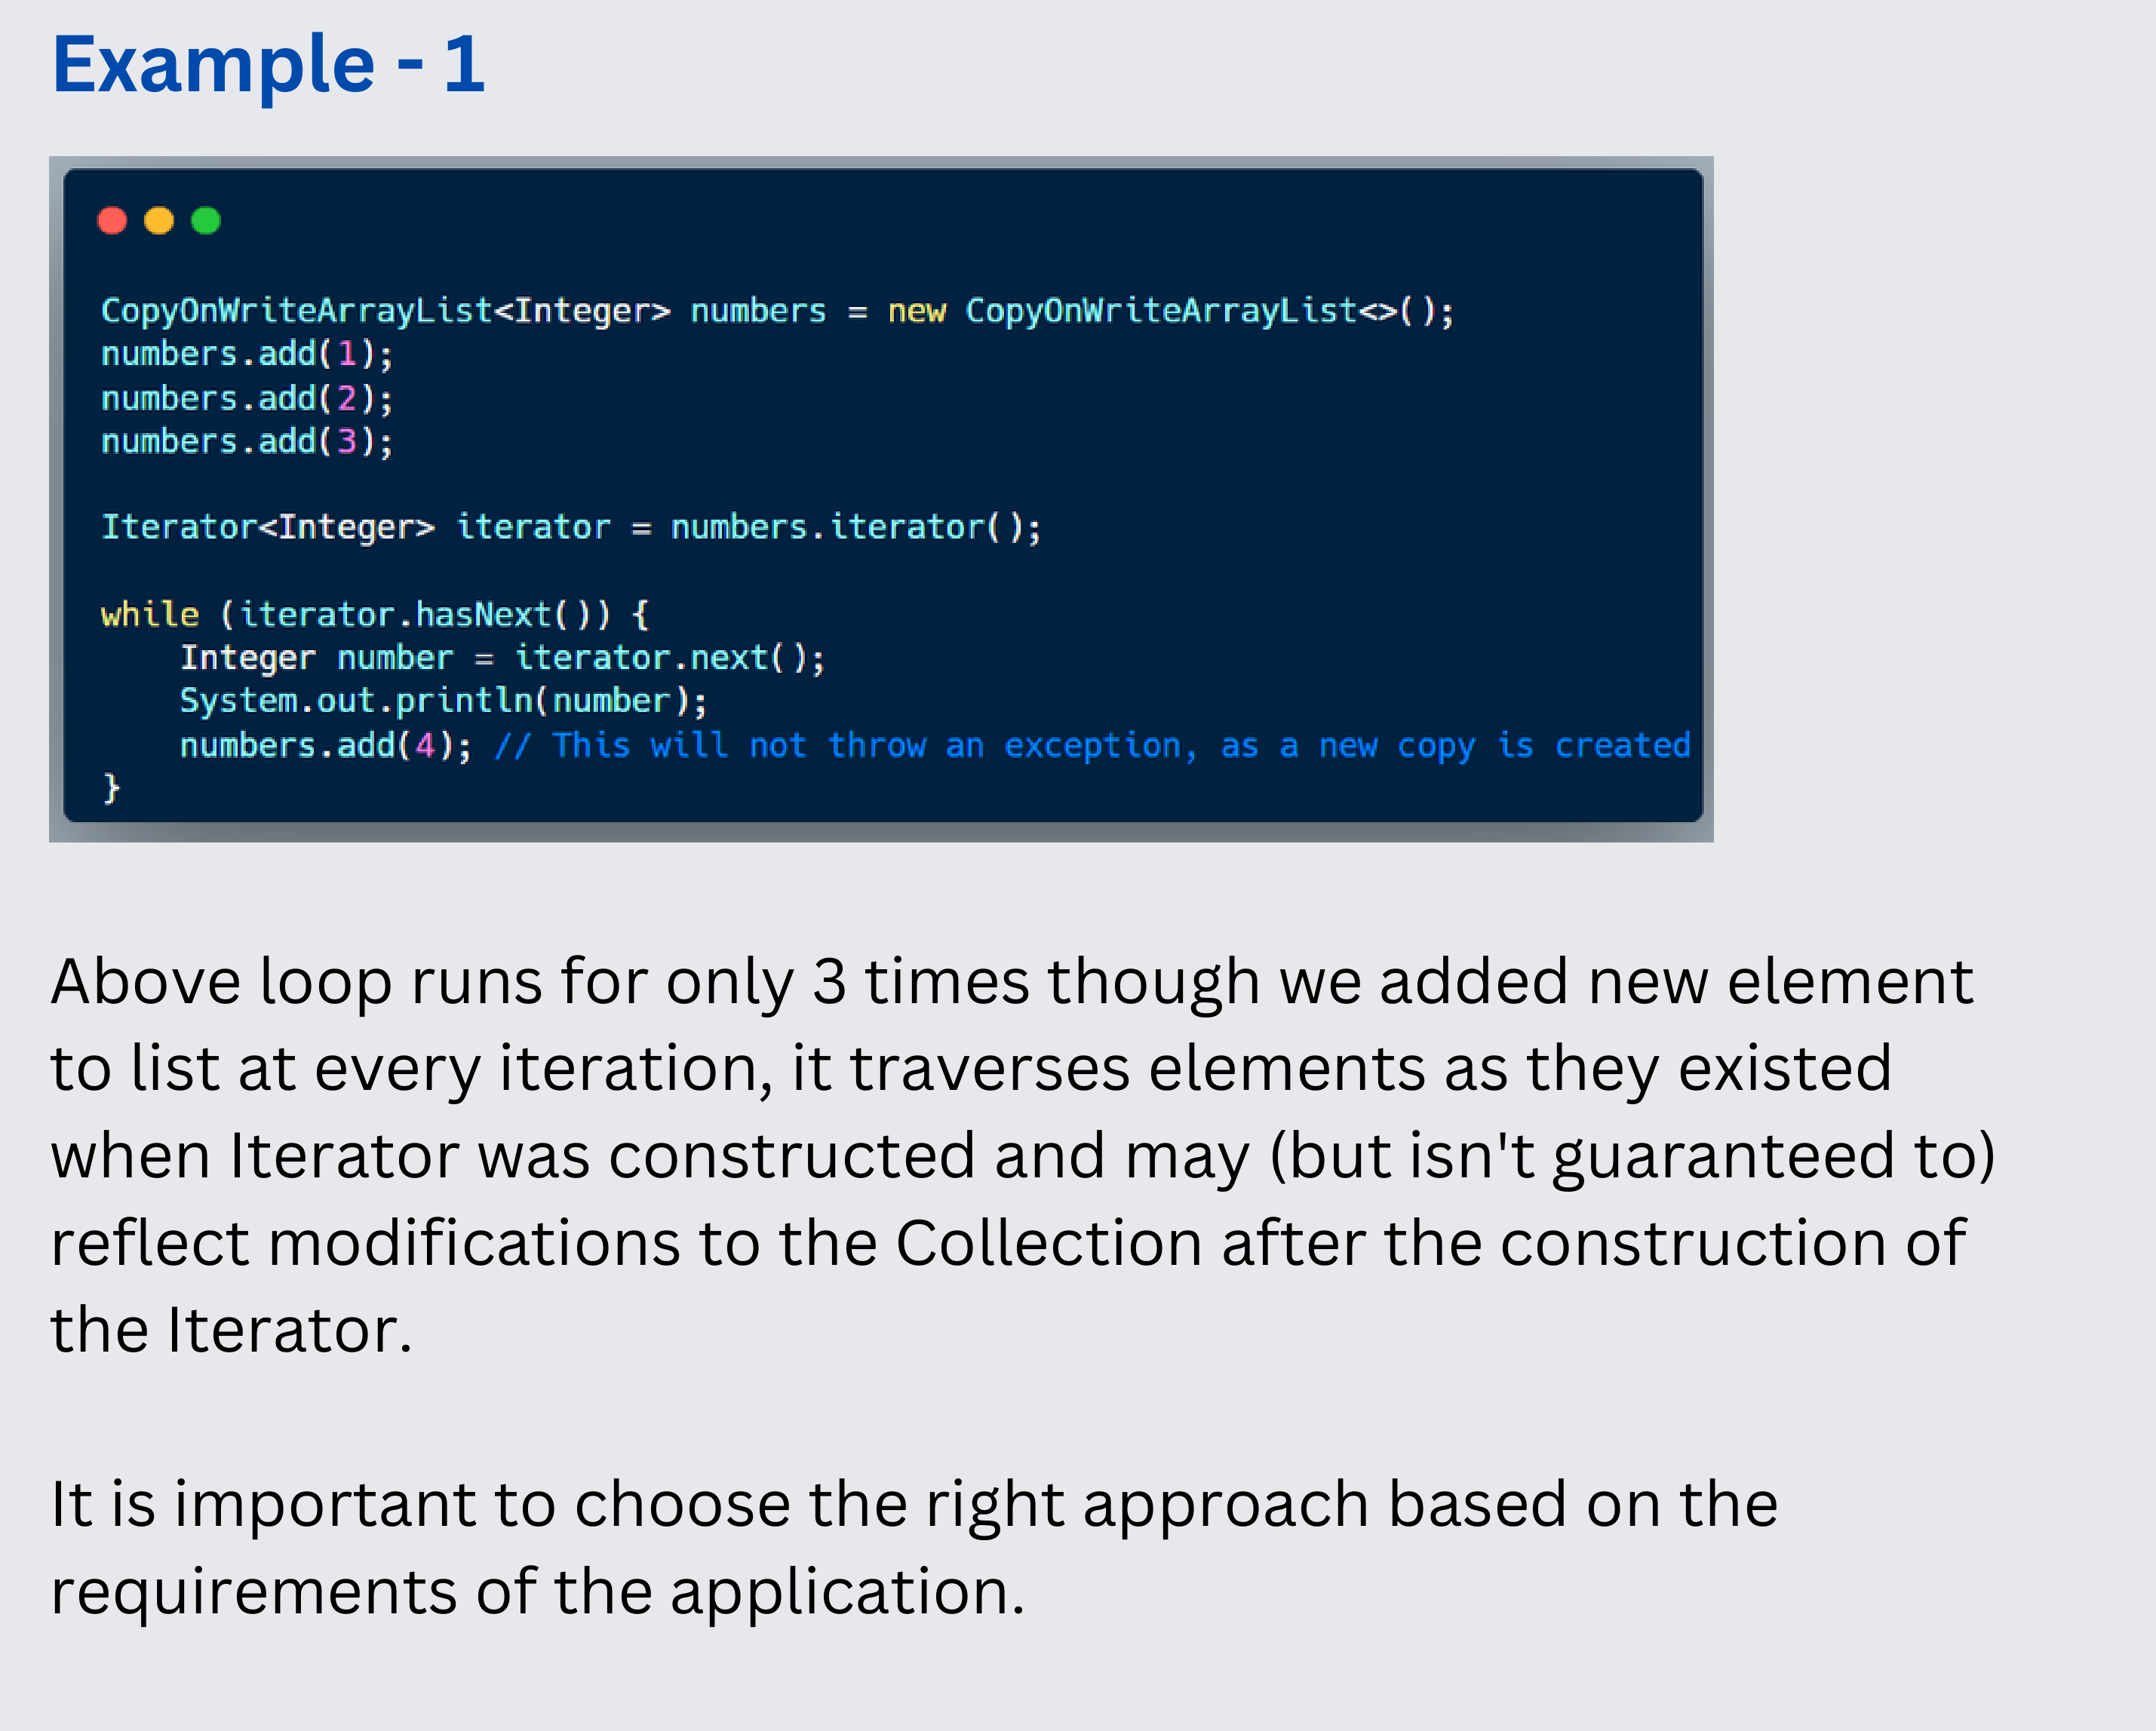 Example - 1
CopyOnWriteArrayList<Integer> numbers = new CopyOnWriteArrayList<>();
numbers.add(1);
numbers.add(2);
numbers.add(3);
Iterator<Integer> iterator = numbers.iterator();
while (iterator.hasNext()) {
    Integer number = iterator.next();
    System.out.println(number);
    numbers.add(4); // This will not throw an exception, as a new copy is created
}
Above loop runs for only 3 times though we added new element
to list at every iteration, it traverses elements as they existed
when Iterator was constructed and may (but isn't guaranteed to)
reflect modifications to the Collection after the construction of
the Iterator.
It is important to choose the right approach based on the
requirements of the application.